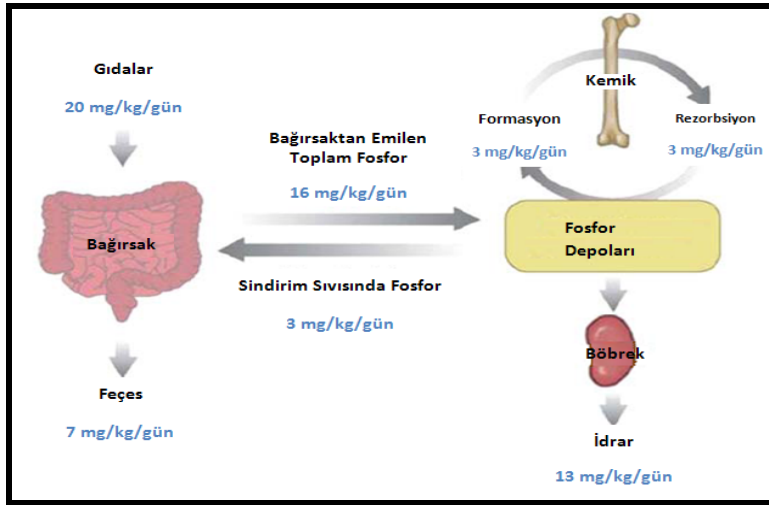 Gıdalar
20 mg/kg/gün
Bağırsak
Feçes
7 mg/kg/gün
Bağırsaktan Emilen
Toplam Fosfor
16 mg/kg/gün
Sindirim Sıvısında Fosfor
3 mg/kg/gün
Kemik
Formasyon
3 mg/kg/gün
Rezorbsiyon
3 mg/kg/gün
Fosfor
Depoları
Böbrek
İdrar
13 mg/kg/gün